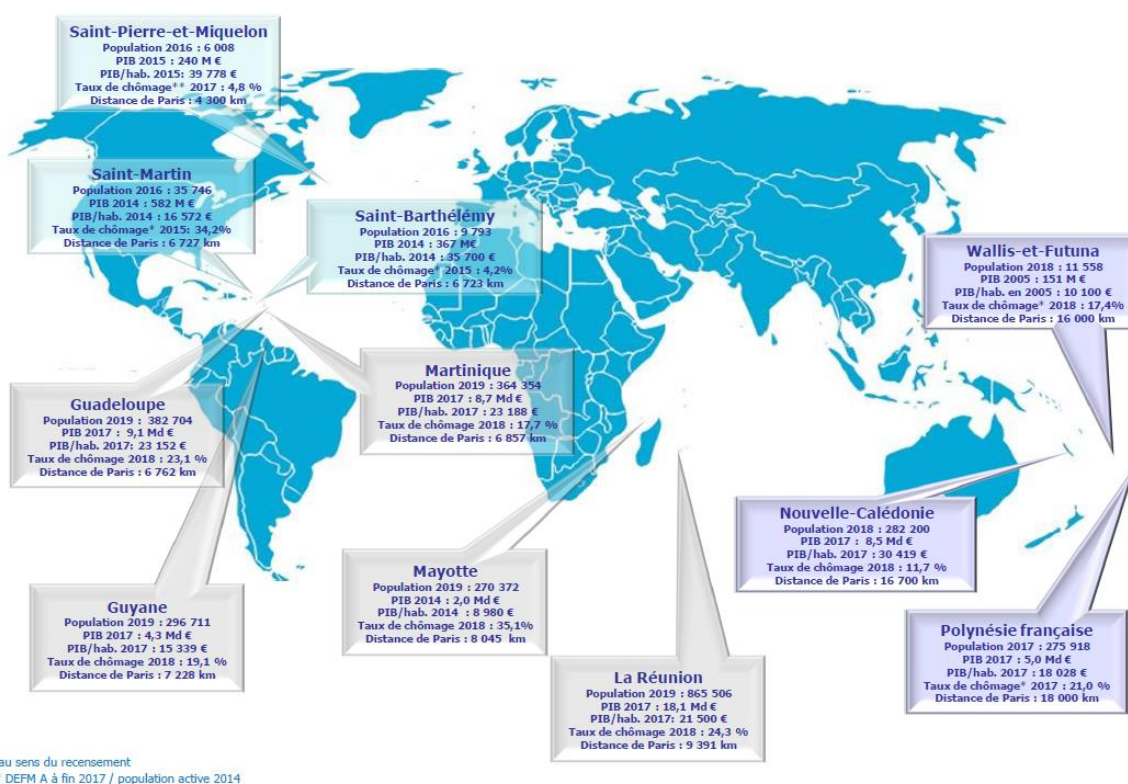 Saint-Pierre-et-Miquelon
Population 2016 : 6 008
PIB 2015 : 240 M €
PIB/hab. 2015: 39 778 €
Taux de chômage** 2017 : 4,8 %
Distance de Paris : 4 300 km
Saint-Martin
Population 2016 : 35 746
PIB 2014 : 582 M €
PIB/hab. 2014 : 16 572 €
Taux de chômage* 2015: 34,2%
Distance de Paris : 6 727 km
Saint-Barthélémy
Population 2016 : 9 793
PIB 2014 : 367 M€
PIB/hab. 2014 : 35 700 €
Taux de chômage* 2015 : 4,2%
Distance de Paris : 6 723 km
Wallis-et-Futuna
Population 2018 : 11 558
PIB 2005 : 151 M €
PIB/hab. en 2005 : 10 100 €
Taux de chômage* 2018 : 17,4%
Distance de Paris : 16 000 km
Martinique
Population 2019 : 364 354
PIB 2017 : 8,7 Md €
PIB/hab. 2017 : 23 188 €
Taux de chômage 2018 : 17,7 %
Distance de Paris : 6 857 km
Guadeloupe
Population 2019 : 382 704
PIB 2017 : 9,1 Md €
PIB/hab. 2017: 23 152 €
Taux de chômage 2018 : 23,1 %
Distance de Paris : 6 762 km
Nouvelle-Calédonie
Population 2018 : 282 200
PIB 2017 : 8,5 Md €
PIB/hab. 2017 : 30 419 €
Taux de chômage 2018 : 11,7 %
Distance de Paris : 16 700 km
Mayotte
Population 2019 : 270 372
PIB 2014 : 2,0 Md €
PIB/hab. 2014 : 8 980 €
Taux de chômage 2018 : 35,1%
Distance de Paris : 8 045 km
Guyane
Population 2019 : 296 711
PIB 2017 : 4,3 Md €
PIB/hab. 2017 : 15 339 €
Taux de chômage 2018 : 19,1 %
Distance de Paris : 7 228 km
Polynésie française
Population 2017 : 275 918
PIB 2017 : 5,0 Md €
PIB/hab. 2017 : 18 028 €
Taux de chômage* 2017 : 21,0 %
Distance de Paris : 18 000 km
La Réunion
Population 2019 : 865 506
PIB 2017 : 18,1 Md €
PIB/hab. 2017: 21 500 €
Taux de chômage 2018 : 24,3 %
Distance de Paris : 9 391 km
au sens du recensement
* DEFM A à fin 2017 / population active 2014